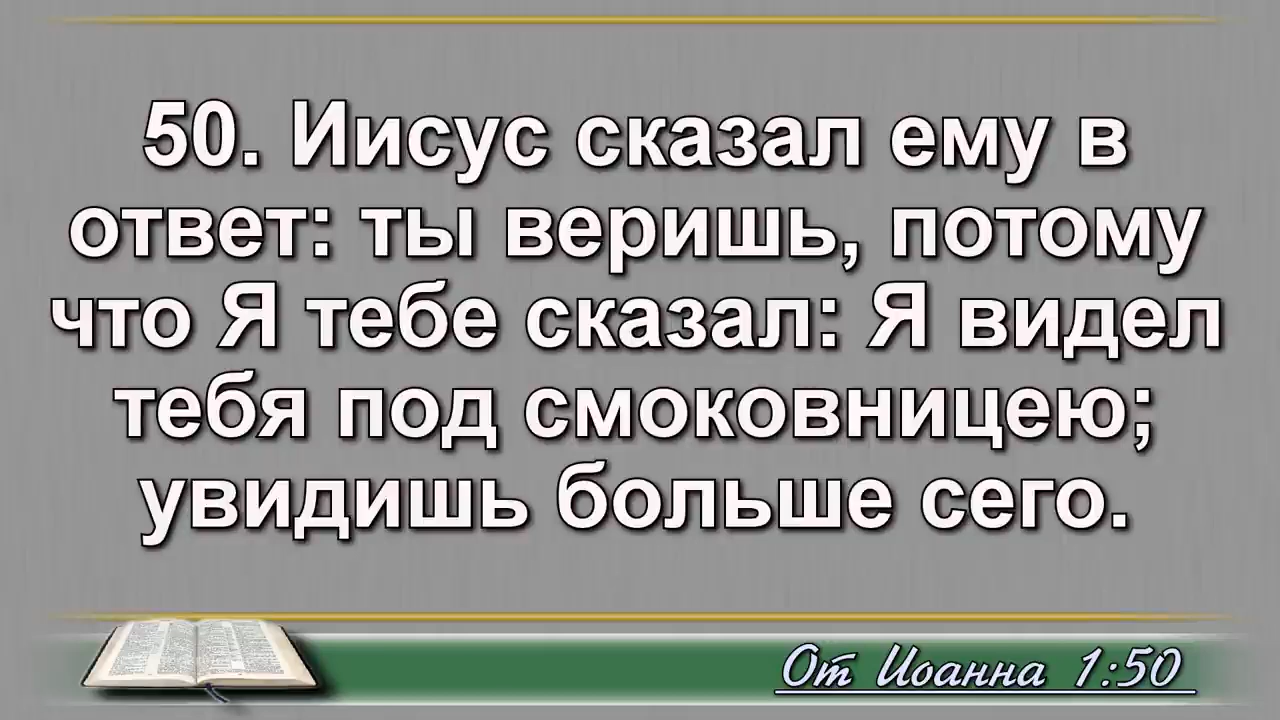 50. Иисус сказал ему в
ответ: ты веришь, потому
что Я тебе сказал: Я видел
тебя под смоковницею;
увидишь больше сего.
От Иоанна 1:50